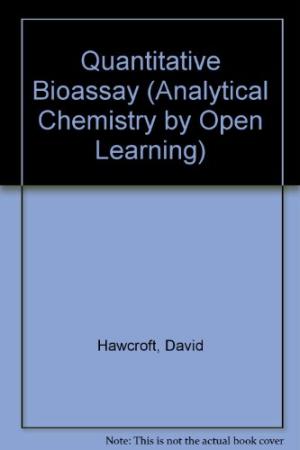 Quantitative
Bioassay (Analytical
Chemistry by Open
Learning)
Hawcroft, David
Note: This is not the actual book cover